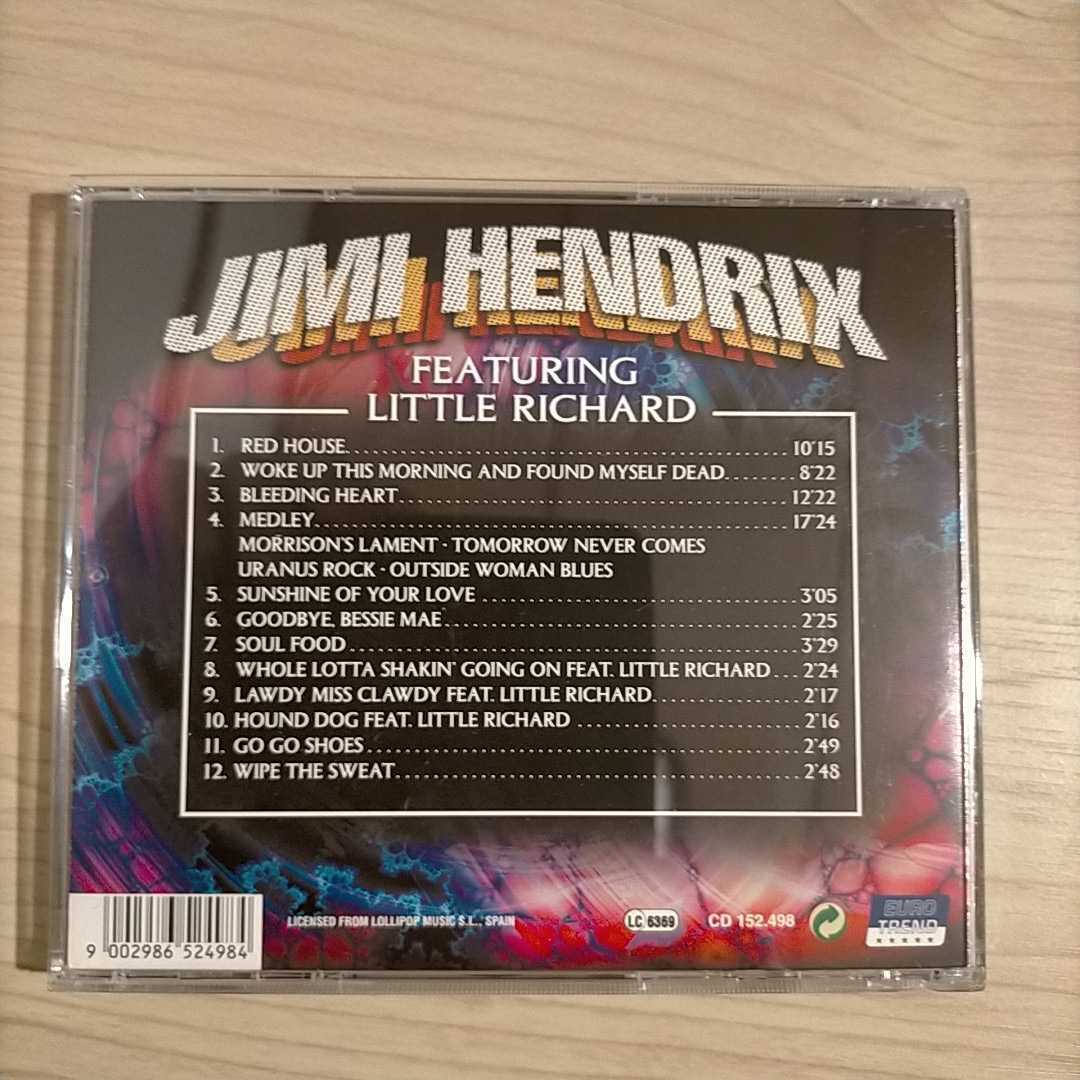 JIMI HENDRIX
FEATURING
LITTLE RICHARD
1. RED HOUSE 10'15
2. WOKE UP THIS MORNING AND FOUND MYSELF DEAD 8'22
3. BLEEDING HEART 12'22
4. MEDLEY 17'24
MORRISON'S LAMENT - TOMORROW NEVER COMES
URANUS ROCK - OUTSIDE WOMAN BLUES
5. SUNSHINE OF YOUR LOVE 3'05
6. GOODBYE, BESSIE MAE 2'25
7. SOUL FOOD 3'29
8. WHOLE LOTTA SHAKIN' GOING ON FEAT. LITTLE RICHARD 2'24
9. LAWDY MISS CLAWDY FEAT. LITTLE RICHARD 2'17
10. HOUND DOG FEAT. LITTLE RICHARD 2'16
11. GO GO SHOES 2'49
12. WIPE THE SWEAT 2'48
9 002986 524984
LICENSED FROM LOLLIPOP MUSIC S.L., SPAIN
LC 6369
CD 152.498
EURO
TREND